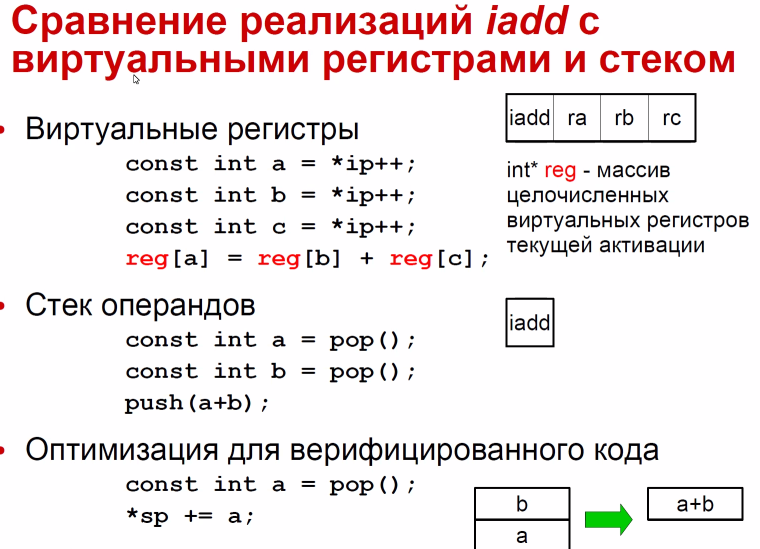 Сравнение реализаций iadd с
виртуальными регистрами и стеком
Виртуальные регистры
const int a = *ip++;
const int b = *ip++;
const int c = *ip++;
reg[a] = reg[b] + reg[c];
iadd ra rb rc
int* reg - массив
целочисленных
виртуальных регистров
текущей активации
Стек операндов
const int a = pop();
const int b = pop();
push(a+b);
iadd
Оптимизация для верифицированного кода
const int a = pop();
*sp += a;
b
a
a+b